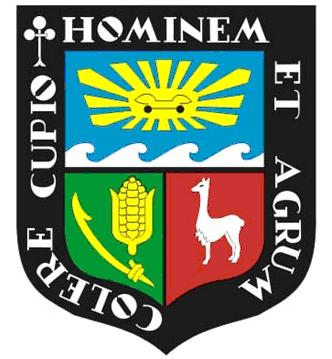 COLERE CUPIO
HOMINEM
ET AGRUM